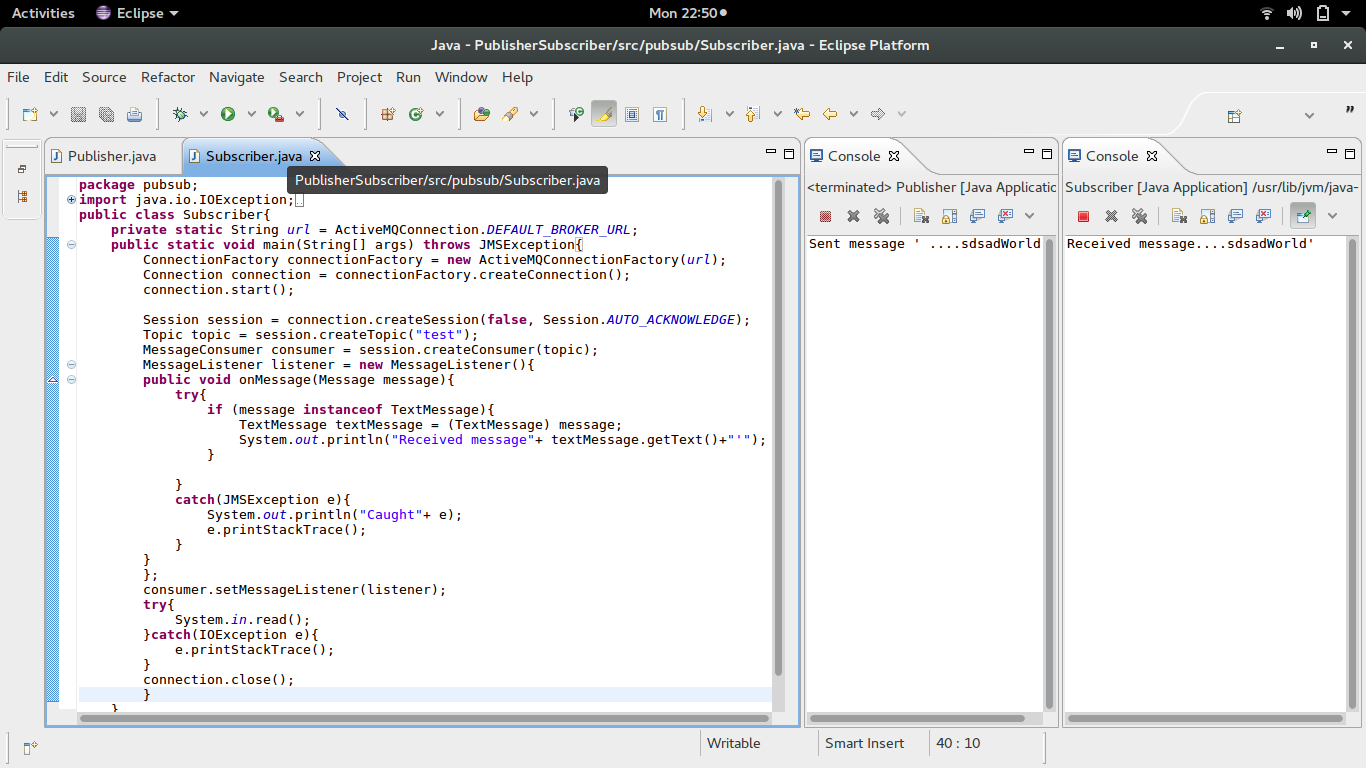 Activities Eclipse Mon 22:50
Java - PublisherSubscriber/src/pubsub/Subscriber.java - Eclipse Platform
File Edit Source Refactor Navigate Search Project Run Window Help
Publisher.java Subscriber.java
PublisherSubscriber/src/pubsub/Subscriber.java
package pubsub;
import java.io.IOException;
public class Subscriber{
private static String url = ActiveMQConnection.DEFAULT_BROKER_URL;
public static void main(String[] args) throws JMSException{
ConnectionFactory connectionFactory = new ActiveMQConnectionFactory(url);
Connection connection = connectionFactory.createConnection();
connection.start();
Session session = connection.createSession(false, Session.AUTO_ACKNOWLEDGE);
Topic topic = session.createTopic("test");
MessageConsumer consumer = session.createConsumer(topic);
MessageListener listener = new MessageListener(){
public void onMessage(Message message){
try{
if (message instanceof TextMessage){
TextMessage textMessage = (TextMessage) message;
System.out.println("Received message"+ textMessage.getText()+"'");
}
}
catch(JMSException e){
System.out.println("Caught"+ e);
e.printStackTrace();
}
}
};
consumer.setMessageListener(listener);
try{
System.in.read();
}catch(IOException e){
e.printStackTrace();
}
connection.close();
}
}
Console
<terminated> Publisher [Java Applicatio
Sent message ' ....sdsadWorld
Console
Subscriber [Java Application] /usr/lib/jvm/java-
Received message....sdsadWorld'
Writable Smart Insert 40 : 10